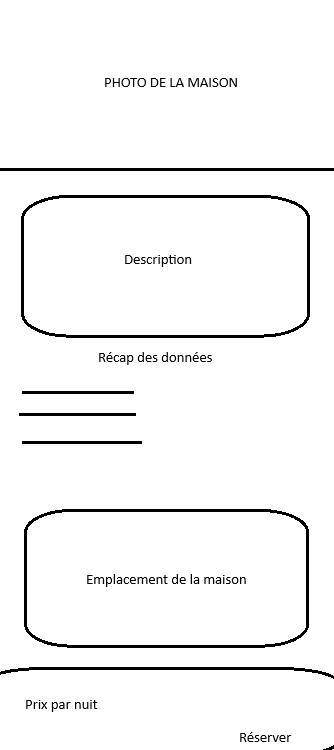 PHOTO DE LA MAISON
Description
Récap des données
Emplacement de la maison
Prix par nuit
Réserver